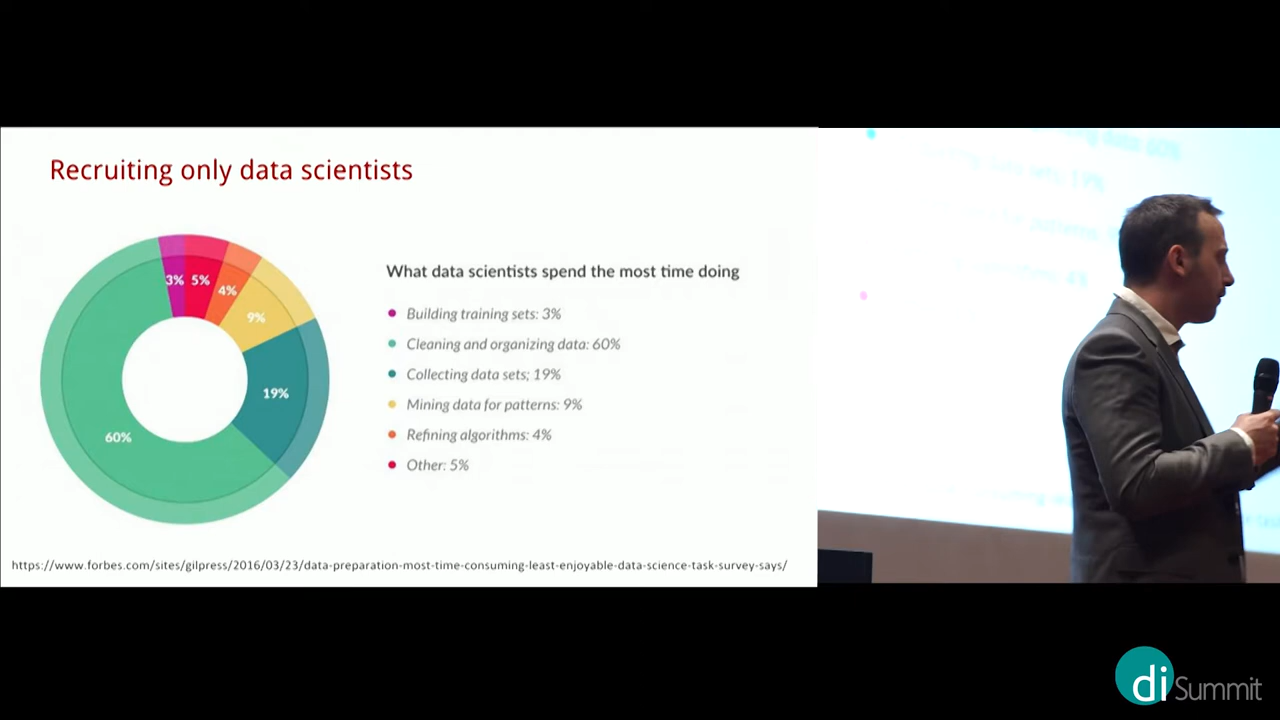 Recruiting only data scientists
3% 5%
4%
9%
19%
60%
What data scientists spend the most time doing
Building training sets: 3%
Cleaning and organizing data: 60%
Collecting data sets; 19%
Mining data for patterns: 9%
Refining algorithms: 4%
Other: 5%
https://www.forbes.com/sites/gilpress/2016/03/23/data-preparation-most-time-consuming-least-enjoyable-data-science-task-survey-says/
di Summit